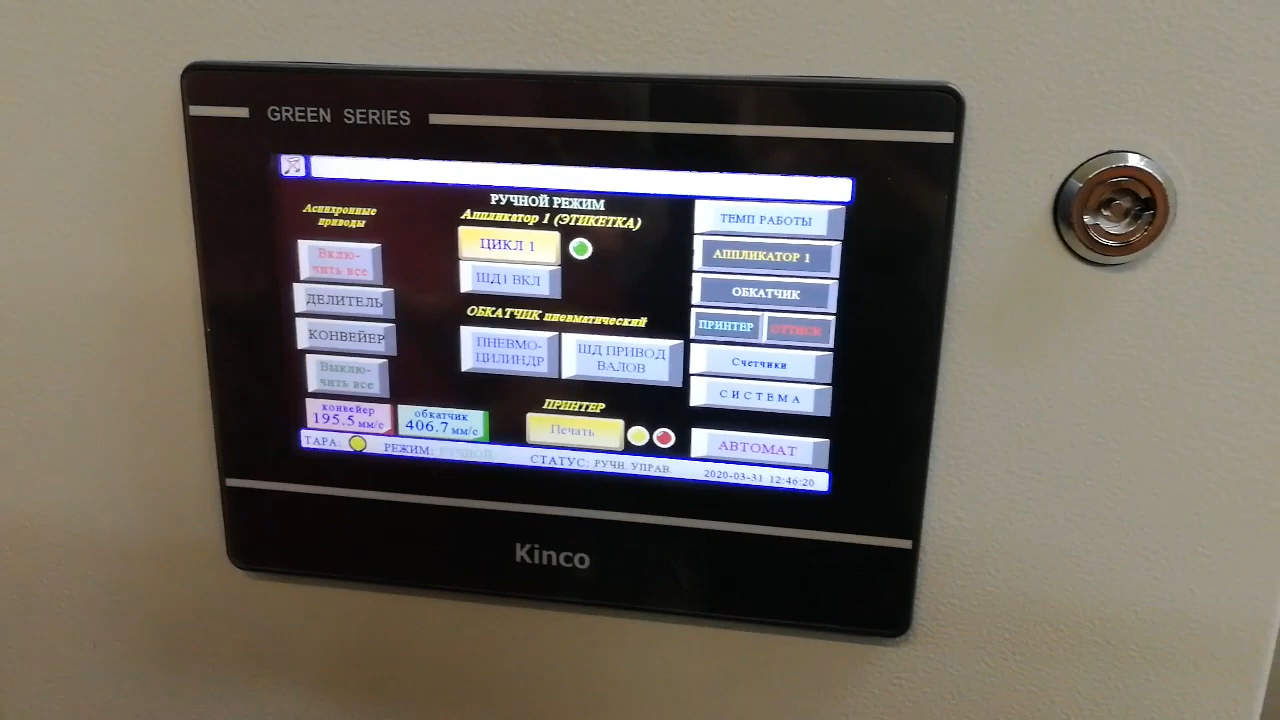 GREEN SERIES
РУЧНОЙ РЕЖИМ
Асинхронные
приводы
Аппликатор 1 (ЭТИКЕТКА)
Вклю-
чить все
ДЕЛИТЕЛЬ
КОНВЕЙЕР
Выклю-
чить все
ЦИКЛ 1
ШД1 ВКЛ
ОБКАТЧИК пневматический
ПНЕВМО-
ЦИЛИНДР
ШД ПРИВОД
ВАЛОВ
ПРИНТЕР
Печать
ТЕМП РАБОТЫ
АППЛИКАТОР 1
ОБКАТЧИК
ПРИНТЕР ОТТИСК
Счетчики
СИСТЕМА
АВТОМАТ
конвейер
195.5 мм/с
обкатчик
406.7 мм/с
ТАРА: РЕЖИМ: РУЧНОЙ СТАТУС: РУЧН. УПРАВ. 2020-03-31 12:46:20
Kinco